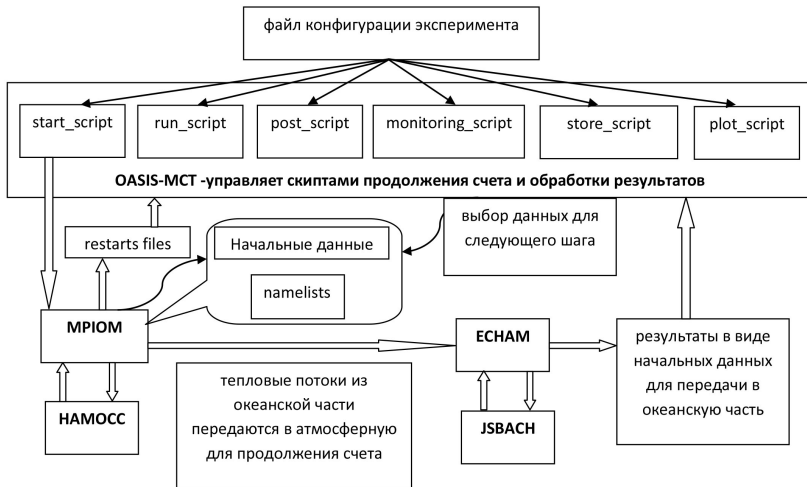 файл конфигурации эксперимента
start_script
run_script
post_script
monitoring_script
store_script
plot_script
OASIS-MCT -управляет скиптами продолжения счета и обработки результатов
restarts files
Начальные данные
namelists
выбор данных для
следующего шага
MPIOM
ECHAM
HAMOCC
JSBACH
тепловые потоки из
океанской части
передаются в атмосферную
для продолжения счета
результаты в виде
начальных данных
для передачи в
океанскую часть